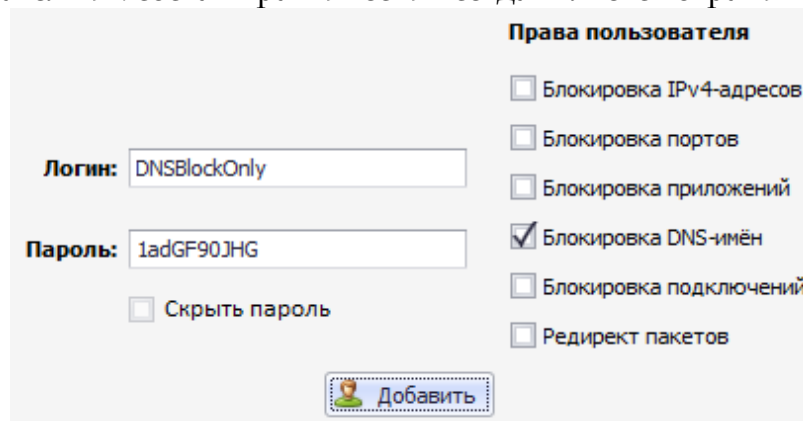 Права пользователя
Блокировка IPv4-адресов
Блокировка портов
Логин: DNSBlockOnly
Блокировка приложений
Пароль: 1adGF90JHG
Блокировка DNS-имён
Скрыть пароль
Блокировка подключений
Редирект пакетов
Добавить